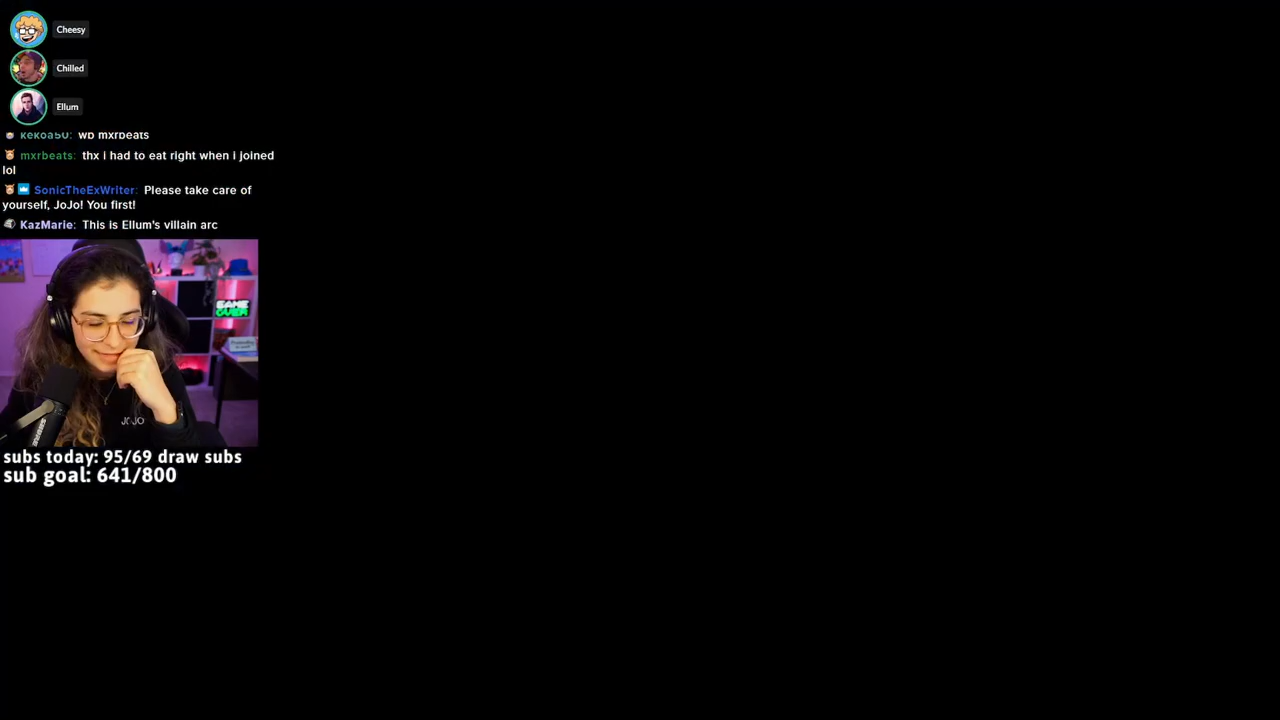 Cheesy
Chilled
Ellum
kekoa50: wb mxrbeats
mxrbeats: thx i had to eat right when i joined
lol
SonicTheExWriter: Please take care of
yourself, JoJo! You first!
KazMarie: This is Ellum's villain arc
GAME
OVER
JOJO
subs today: 95/69 draw subs
sub goal: 641/800